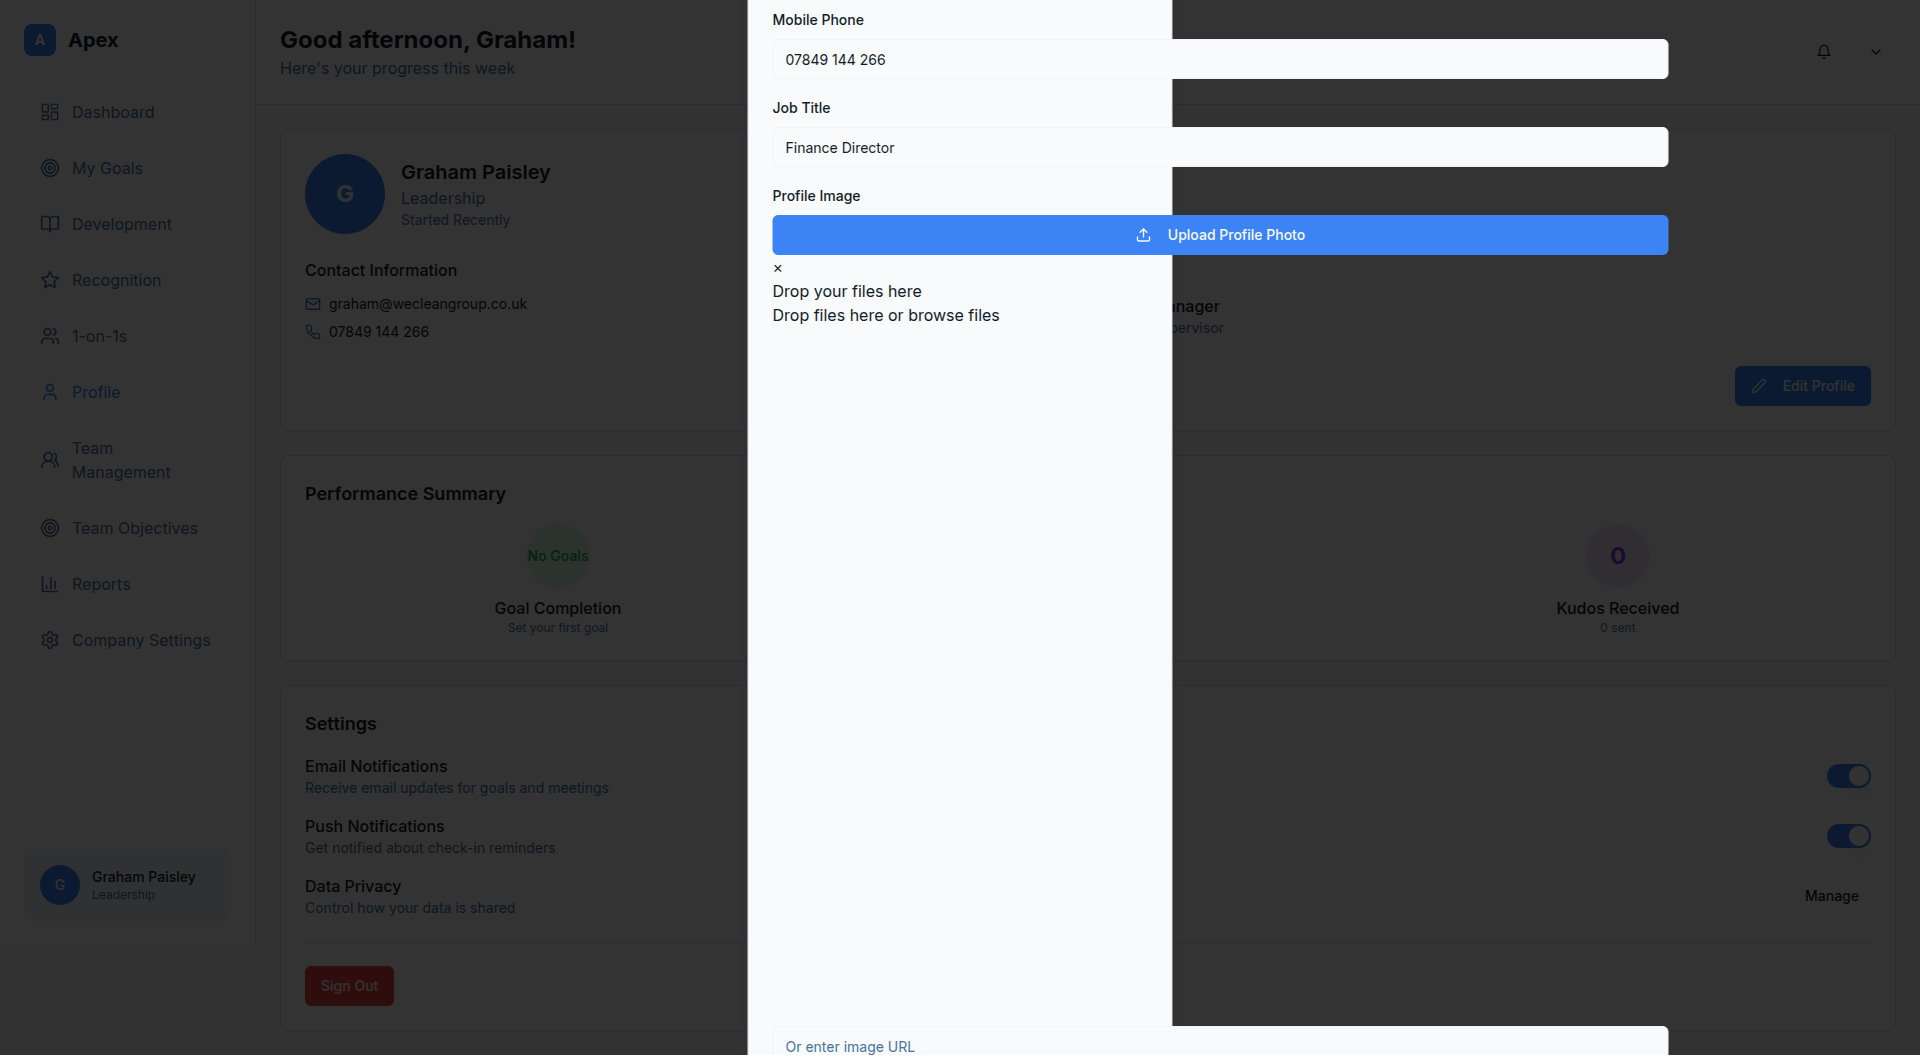 A
Apex
Dashboard
My Goals
Development
Recognition
1-on-1s
Profile
Team
Management
Team Objectives
Reports
Company Settings
G
Graham Paisley
Leadership
Good afternoon, Graham!
Here's your progress this week
G
Graham Paisley
Leadership
Started Recently
Contact Information
graham@wecleangroup.co.uk
07849 144 266
Edit Profile
Performance Summary
No Goals
Goal Completion
Set your first goal
0
Kudos Received
0 sent
Settings
Email Notifications
Receive email updates for goals and meetings
Push Notifications
Get notified about check-in reminders
Data Privacy
Control how your data is shared
Manage
Sign Out
Mobile Phone
07849 144 266
Job Title
Finance Director
Profile Image
Upload Profile Photo
×
Drop your files here
Drop files here or browse files
Or enter image URL